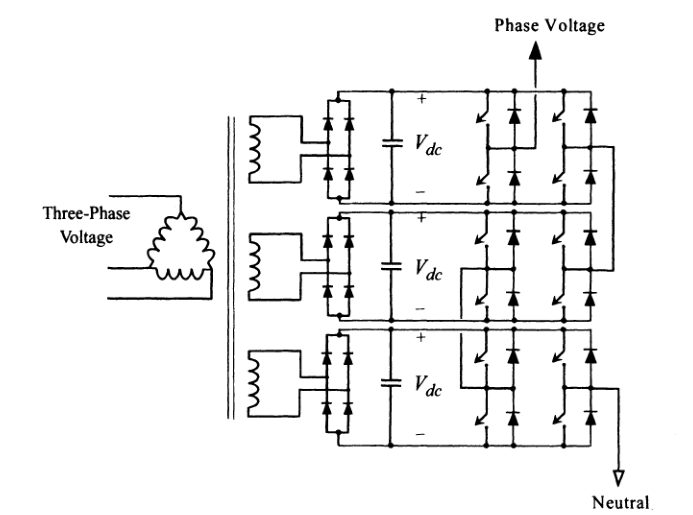 Phase Voltage
+
V_dc
−
Three-Phase
Voltage
+
V_dc
−
+
V_dc
−
Neutral